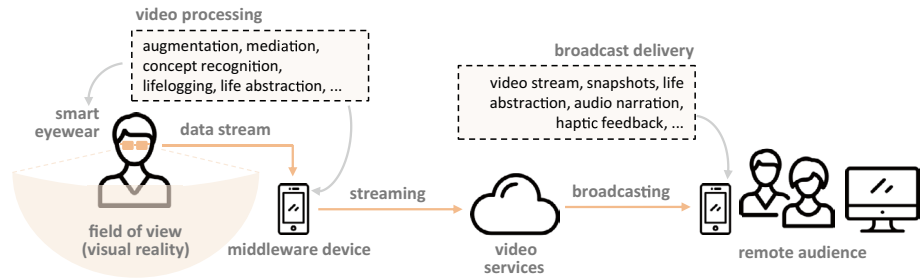 video processing
augmentation, mediation,
concept recognition,
lifelogging, life abstraction, ...
broadcast delivery
video stream, snapshots, life
abstraction, audio narration,
haptic feedback, ...
smart
eyewear
data stream
streaming
broadcasting
field of view
(visual reality)
middleware device
video
services
remote audience